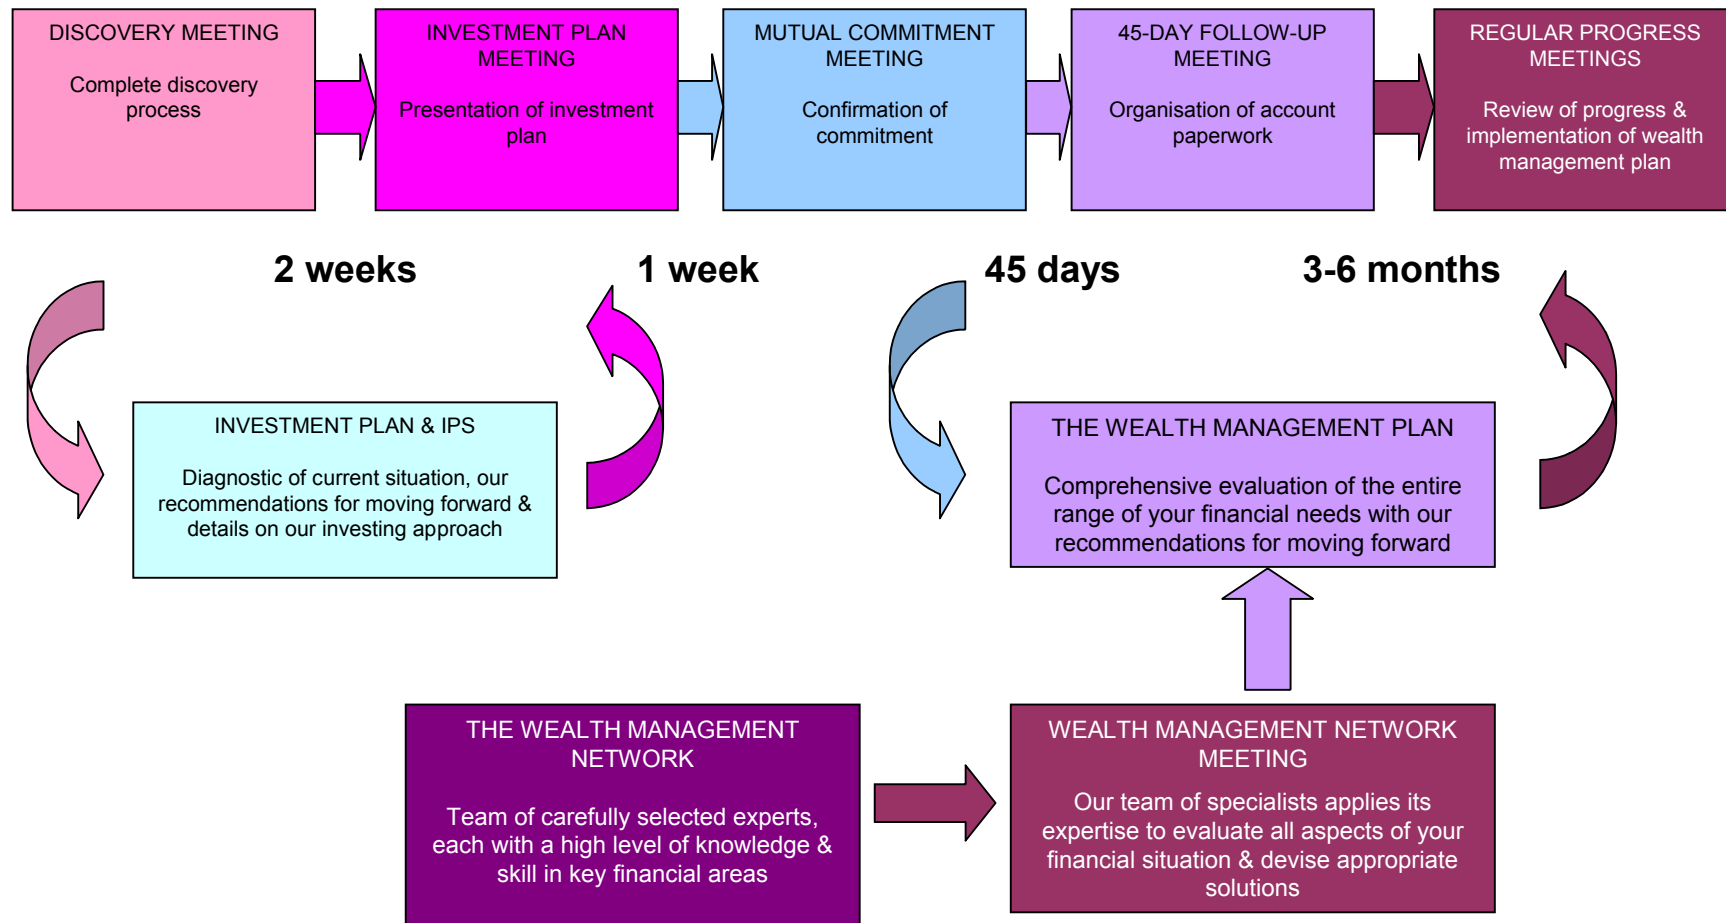 DISCOVERY MEETING
Complete discovery
process
INVESTMENT PLAN
MEETING
Presentation of investment
plan
MUTUAL COMMITMENT
MEETING
Confirmation of
commitment
45-DAY FOLLOW-UP
MEETING
Organisation of account
paperwork
REGULAR PROGRESS
MEETINGS
Review of progress &
implementation of wealth
management plan
2 weeks
1 week
45 days
3-6 months
INVESTMENT PLAN & IPS
Diagnostic of current situation, our
recommendations for moving forward &
details on our investing approach
THE WEALTH MANAGEMENT PLAN
Comprehensive evaluation of the entire
range of your financial needs with our
recommendations for moving forward
THE WEALTH MANAGEMENT
NETWORK
Team of carefully selected experts,
each with a high level of knowledge &
skill in key financial areas
WEALTH MANAGEMENT NETWORK
MEETING
Our team of specialists applies its
expertise to evaluate all aspects of your
financial situation & devise appropriate
solutions